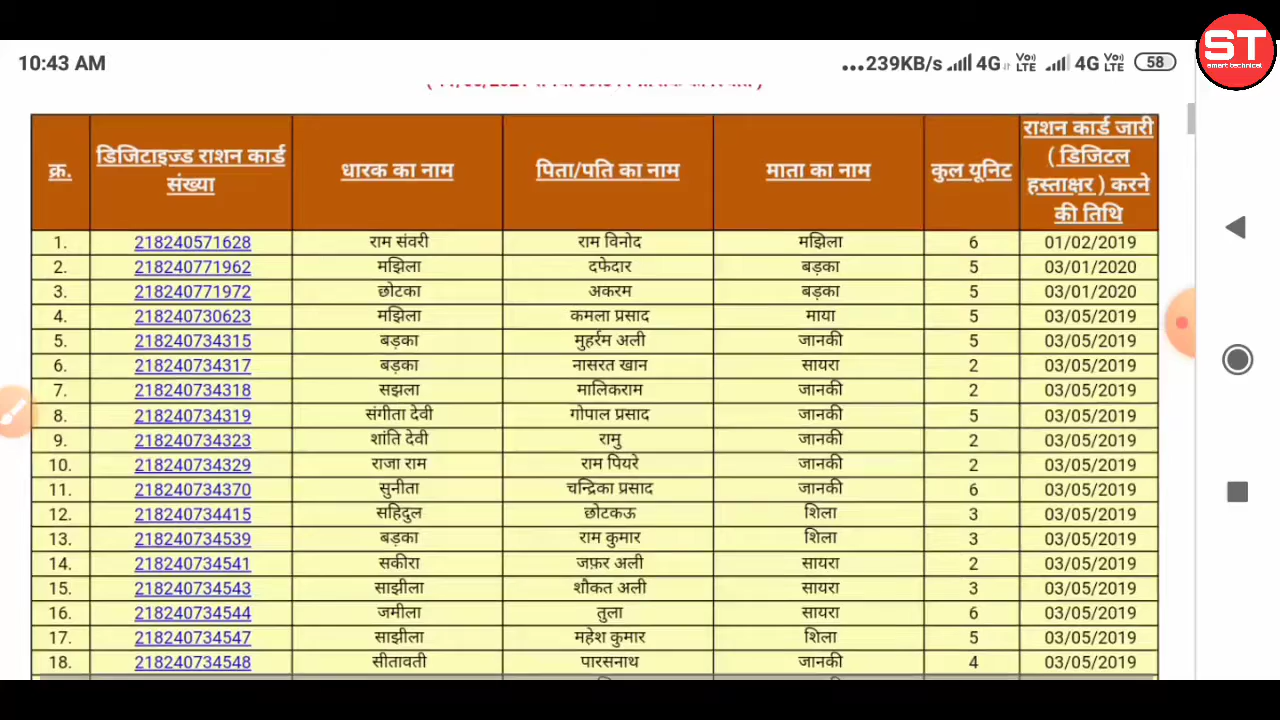 10:43 AM
...239KB/s 4G VoLTE 4G VoLTE 58
ST
smart technical
क्र. डिजिटाइज्ड राशन कार्ड संख्या धारक का नाम पिता/पति का नाम माता का नाम कुल यूनिट राशन कार्ड जारी ( डिजिटल हस्ताक्षर ) करने की तिथि
1. 218240571628 राम संवरी राम विनोद मझिला 6 01/02/2019
2. 218240771962 मझिला दफेदार बड़का 5 03/01/2020
3. 218240771972 छोटका अकरम बड़का 5 03/01/2020
4. 218240730623 मझिला कमला प्रसाद माया 5 03/05/2019
5. 218240734315 बड़का मुहर्रम अली जानकी 5 03/05/2019
6. 218240734317 बड़का नासरत खान सायरा 2 03/05/2019
7. 218240734318 सझला मालिकराम जानकी 2 03/05/2019
8. 218240734319 संगीता देवी गोपाल प्रसाद जानकी 5 03/05/2019
9. 218240734323 शांति देवी रामु जानकी 2 03/05/2019
10. 218240734329 राजा राम राम पियरे जानकी 2 03/05/2019
11. 218240734370 सुनीता चन्द्रिका प्रसाद जानकी 6 03/05/2019
12. 218240734415 सहिदुल छोटकऊ शिला 3 03/05/2019
13. 218240734539 बड़का राम कुमार शिला 3 03/05/2019
14. 218240734541 सकीरा जफ़र अली सायरा 2 03/05/2019
15. 218240734543 साझीला शौकत अली सायरा 3 03/05/2019
16. 218240734544 जमीला तुला सायरा 6 03/05/2019
17. 218240734547 साझीला महेश कुमार शिला 5 03/05/2019
18. 218240734548 सीतावती पारसनाथ जानकी 4 03/05/2019